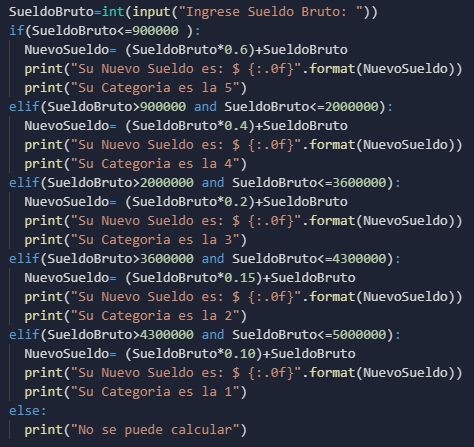 SueldoBruto=int(input("Ingrese Sueldo Bruto: "))
if(SueldoBruto<=900000 ):
  NuevoSueldo= (SueldoBruto*0.6)+SueldoBruto
  print("Su Nuevo Sueldo es: $ {:.0f}".format(NuevoSueldo))
  print("Su Categoria es la 5")
elif(SueldoBruto>900000 and SueldoBruto<=2000000):
  NuevoSueldo= (SueldoBruto*0.4)+SueldoBruto
  print("Su Nuevo Sueldo es: $ {:.0f}".format(NuevoSueldo))
  print("Su Categoria es la 4")
elif(SueldoBruto>2000000 and SueldoBruto<=3600000):
  NuevoSueldo= (SueldoBruto*0.2)+SueldoBruto
  print("Su Nuevo Sueldo es: $ {:.0f}".format(NuevoSueldo))
  print("Su Categoria es la 3")
elif(SueldoBruto>3600000 and SueldoBruto<=4300000):
  NuevoSueldo= (SueldoBruto*0.15)+SueldoBruto
  print("Su Nuevo Sueldo es: $ {:.0f}".format(NuevoSueldo))
  print("Su Categoria es la 2")
elif(SueldoBruto>4300000 and SueldoBruto<=5000000):
  NuevoSueldo= (SueldoBruto*0.10)+SueldoBruto
  print("Su Nuevo Sueldo es: $ {:.0f}".format(NuevoSueldo))
  print("Su Categoria es la 1")
else:
  print("No se puede calcular")